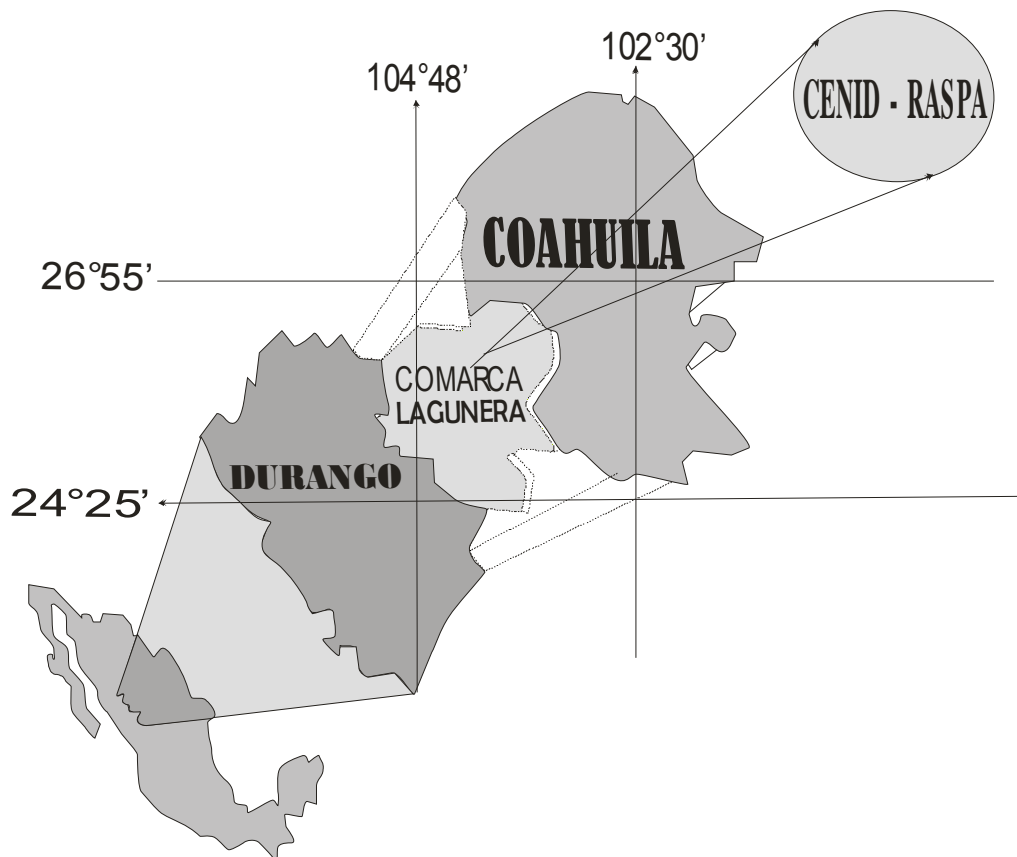 102°30’
104°48’
CENID - RASPA
COAHUILA
26°55’
COMARCA
LAGUNERA
DURANGO
24°25’